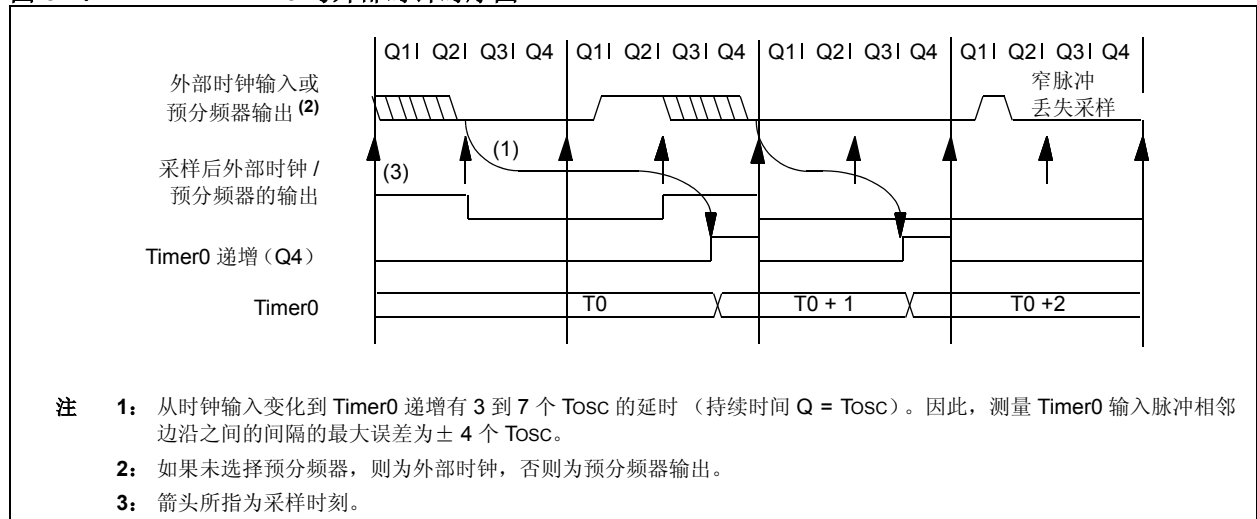 Q1 Q2 Q3 Q4 Q1 Q2 Q3 Q4 Q1 Q2 Q3 Q4 Q1 Q2 Q3 Q4
外部时钟输入或
预分频器输出 (2)
窄脉冲
丢失采样
(1)
(3)
采样后外部时钟 /
预分频器的输出
Timer0 递增（Q4）
Timer0
T0
T0 + 1
T0 +2
注 1： 从时钟输入变化到 Timer0 递增有 3 到 7 个 TOSC 的延时 （持续时间 Q = TOSC）。因此，测量 Timer0 输入脉冲相邻
边沿之间的间隔的最大误差为± 4 个 TOSC。
2： 如果未选择预分频器，则为外部时钟，否则为预分频器输出。
3： 箭头所指为采样时刻。